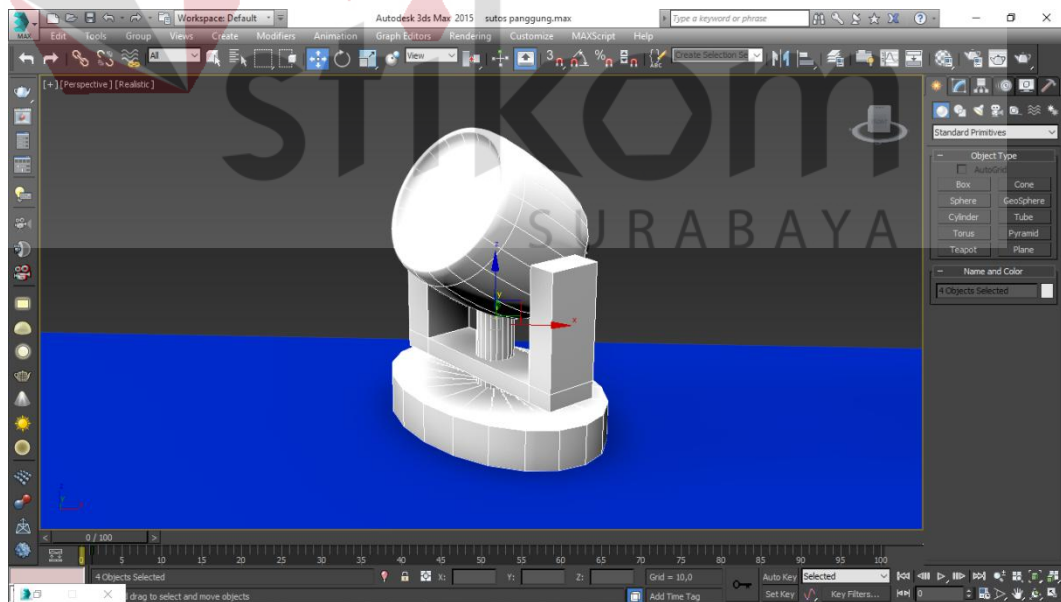 Workspace: Default
Autodesk 3ds Max 2015 sutos panggung.max
Type a keyword or phrase
MAX
Edit Tools Group Views Create Modifiers Animation Graph Editors Rendering Customize MAXScript Help
All
View
Create Selection Se
[+] [Perspective] [Realistic]
stikom
SURABAYA
Standard Primitives
Object Type
AutoGrid
Box Cone
Sphere GeoSphere
Cylinder Tube
Torus Pyramid
Teapot Plane
Name and Color
4 Objects Selected
z
y
x
0 / 100
0 5 10 15 20 25 30 35 40 45 50 55 60 65 70 75 80 85 90 95 100
4 Objects Selected X: Y: Z: Grid = 10,0 Auto Key Selected
drag to select and move objects Add Time Tag Set Key Key Filters... 0